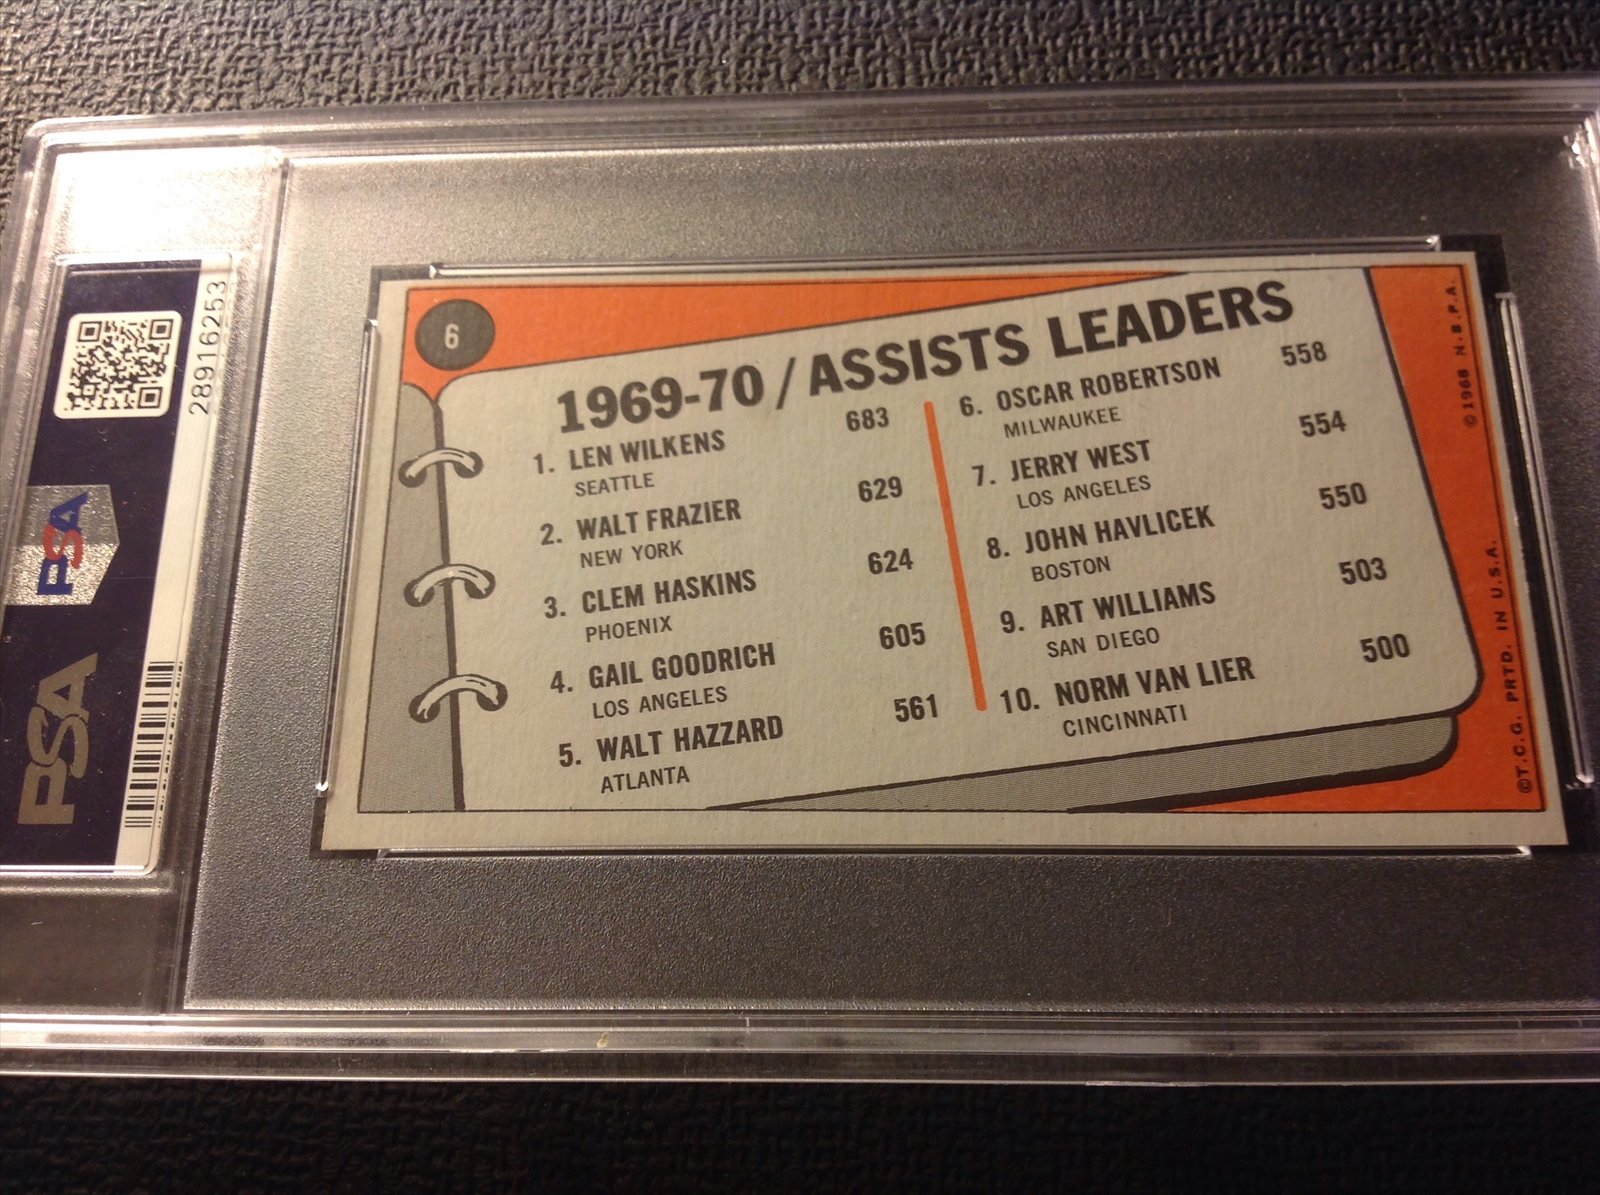 28916253
PSA
PSA
6
1969-70 / ASSISTS LEADERS
1. LEN WILKENS 683
SEATTLE
2. WALT FRAZIER 629
NEW YORK
3. CLEM HASKINS 624
PHOENIX
4. GAIL GOODRICH 605
LOS ANGELES
5. WALT HAZZARD 561
ATLANTA
6. OSCAR ROBERTSON 558
MILWAUKEE
7. JERRY WEST 554
LOS ANGELES
8. JOHN HAVLICEK 550
BOSTON
9. ART WILLIAMS 503
SAN DIEGO
10. NORM VAN LIER 500
CINCINNATI
©T.C.G. PRTD. IN U.S.A.
©1968 N.B.P.A.